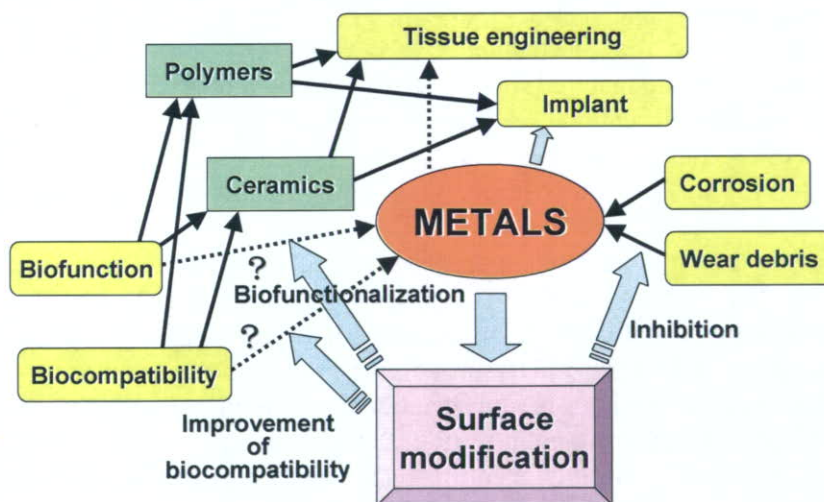 Tissue engineering
Polymers
Implant
Ceramics
METALS
Corrosion
Biofunction
Wear debris
?
Biofunctionalization
?
Inhibition
Biocompatibility
Improvement
of
biocompatibility
Surface
modification